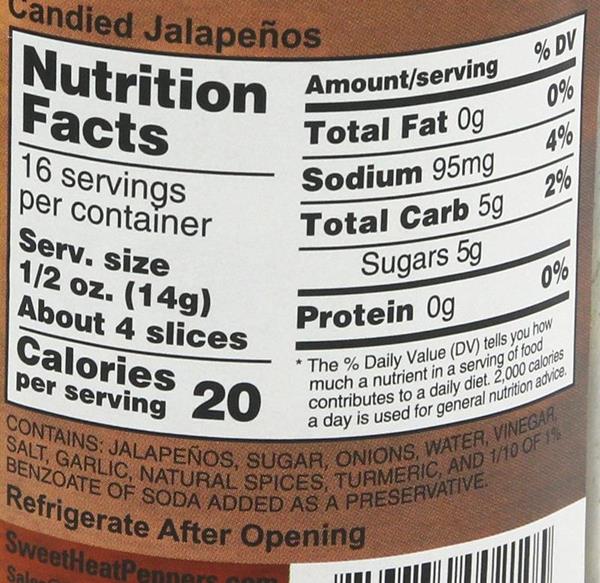 Candied Jalapeños
Nutrition
Facts
16 servings
per container
Serv. size
1/2 oz. (14g)
About 4 slices
Calories
per serving 20
Amount/serving % DV
Total Fat 0g 0%
Sodium 95mg 4%
Total Carb 5g 2%
Sugars 5g
Protein 0g 0%
* The % Daily Value (DV) tells you how
much a nutrient in a serving of food
contributes to a daily diet. 2,000 calories
a day is used for general nutrition advice.
CONTAINS: JALAPEÑOS, SUGAR, ONIONS, WATER, VINEGAR,
SALT, GARLIC, NATURAL SPICES, TURMERIC, AND 1/10 OF 1%
BENZOATE OF SODA ADDED AS A PRESERVATIVE.
Refrigerate After Opening
SweetHeatPeppers.com